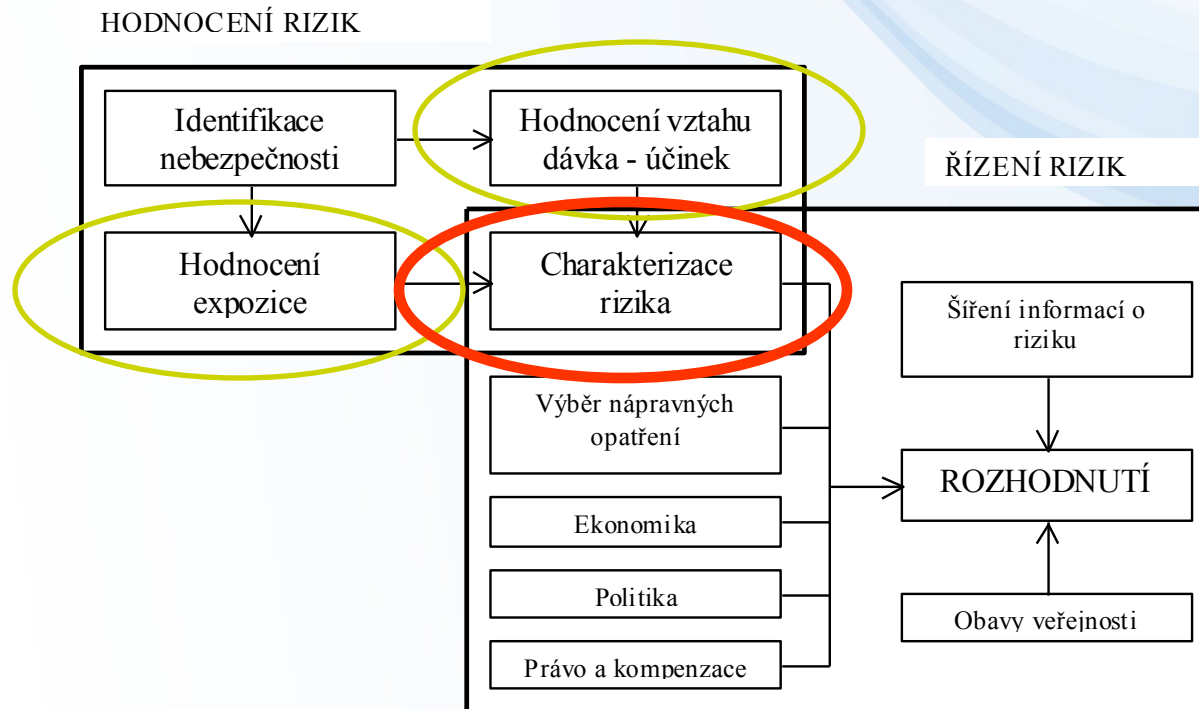 HODNOCENÍ RIZIK
Identifikace
nebezpečnosti
Hodnocení vztahu
dávka - účinek
ŘÍZENÍ RIZIK
Hodnocení
expozice
Charakterizace
rizika
Šíření informací o
riziku
Výběr nápravných
opatření
ROZHODNUTÍ
Ekonomika
Politika
Obavy veřejnosti
Právo a kompenzace